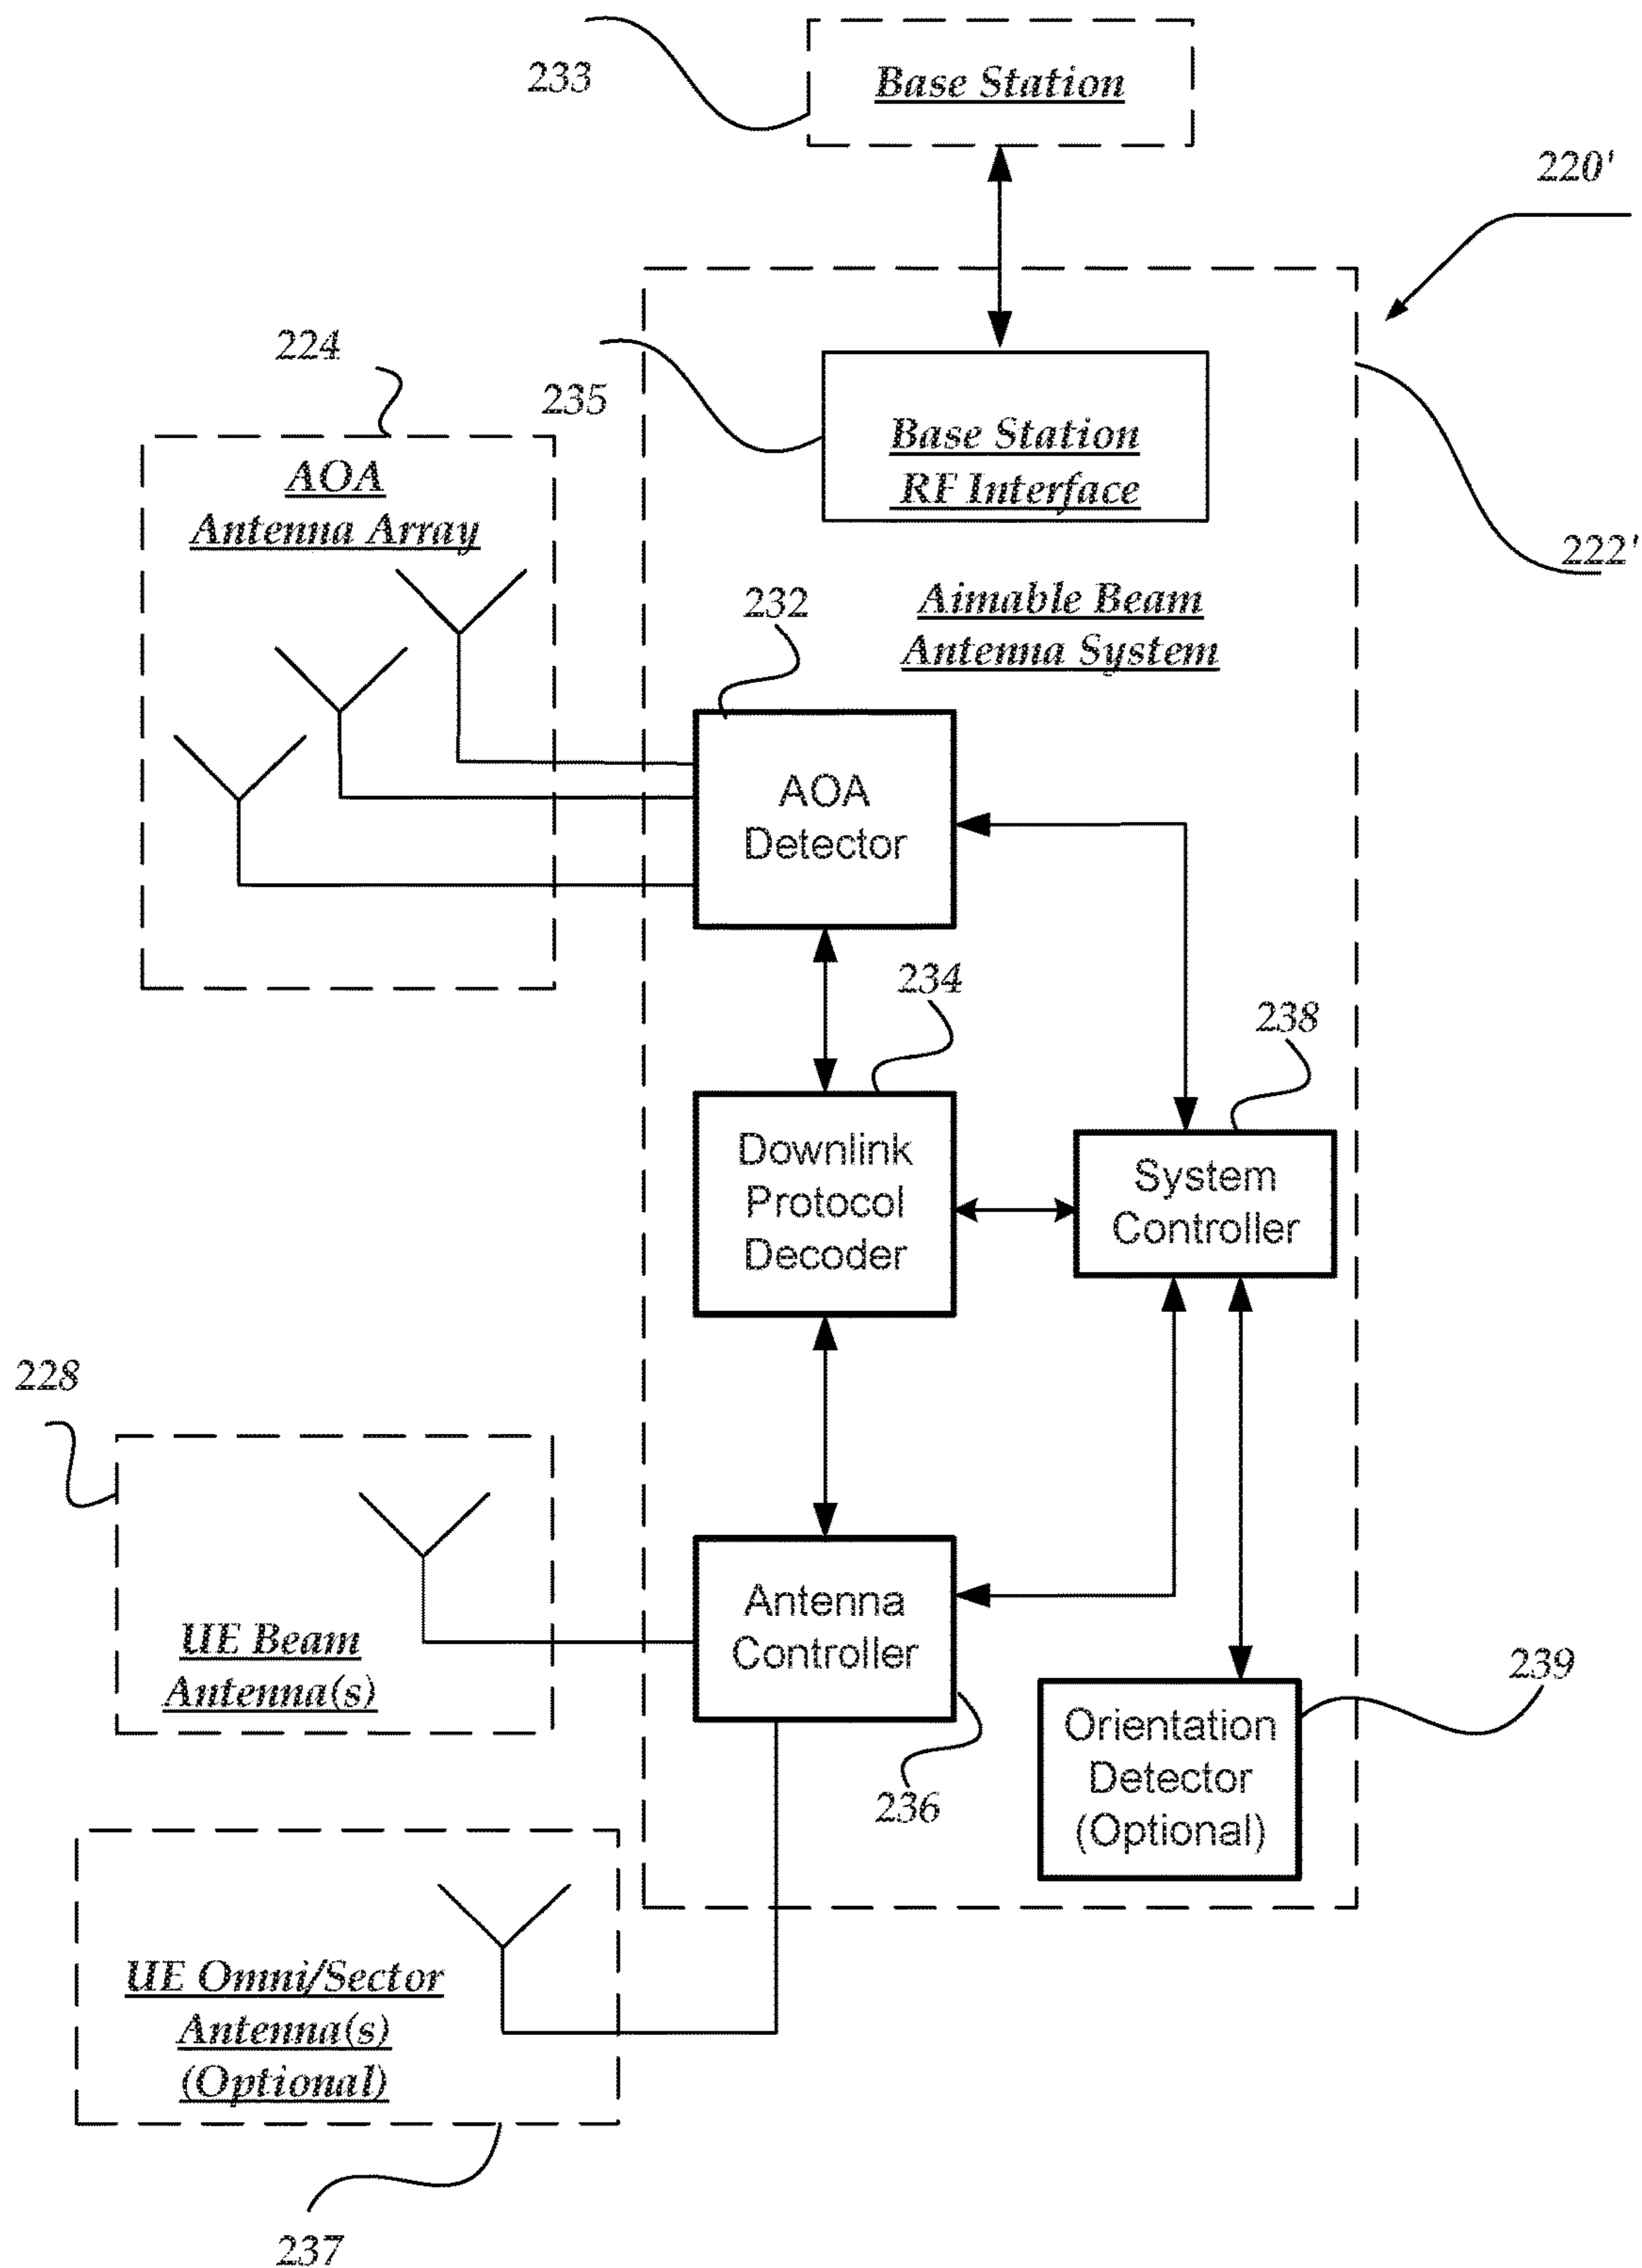 233
Base Station
220'
224
235
AOA
Antenna Array
Base Station
RF Interface
222'
232
Aimable Beam
Antenna System
AOA
Detector
234
238
Downlink
Protocol
Decoder
System
Controller
228
Antenna
Controller
UE Beam
Antenna(s)
239
Orientation
Detector
(Optional)
236
UE Omni/Sector
Antenna(s)
(Optional)
237